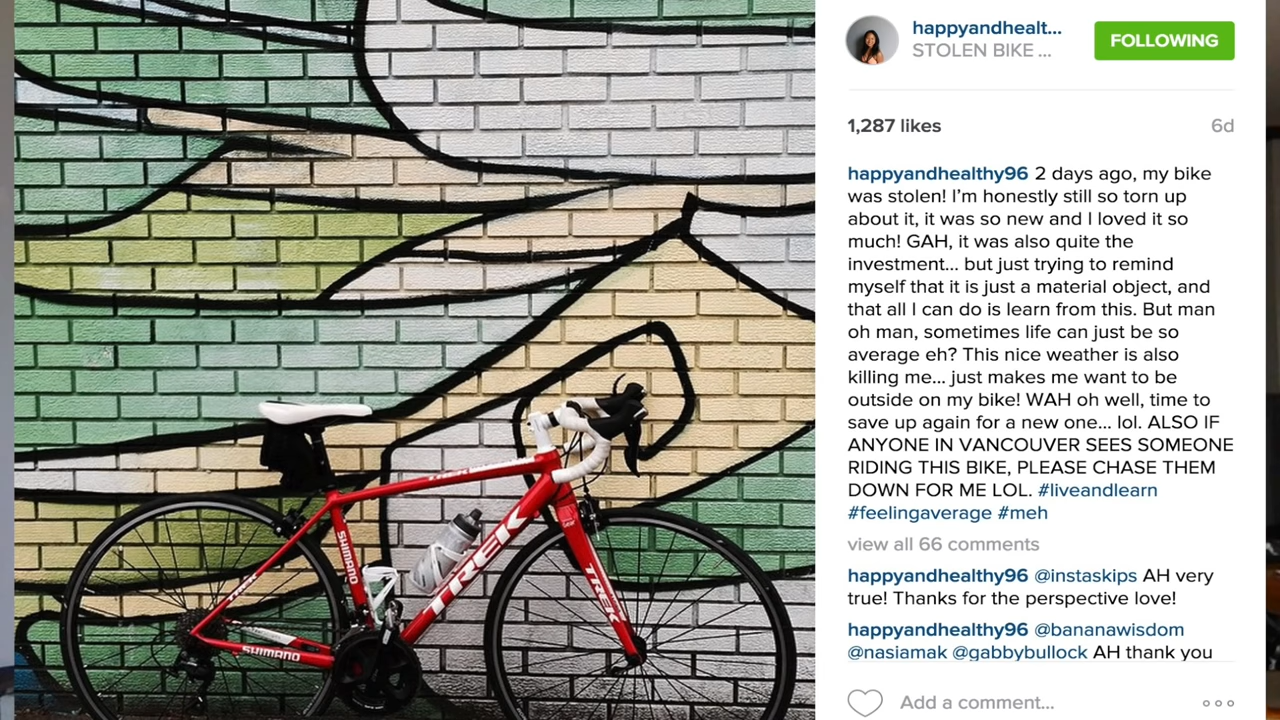 happyandhealt...
STOLEN BIKE ...
FOLLOWING
1,287 likes
6d
happyandhealthy96 2 days ago, my bike
was stolen! I'm honestly still so torn up
about it, it was so new and I loved it so
much! GAH, it was also quite the
investment... but just trying to remind
myself that it is just a material object, and
that all I can do is learn from this. But man
oh man, sometimes life can just be so
average eh? This nice weather is also
killing me... just makes me want to be
outside on my bike! WAH oh well, time to
save up again for a new one... lol. ALSO IF
ANYONE IN VANCOUVER SEES SOMEONE
RIDING THIS BIKE, PLEASE CHASE THEM
DOWN FOR ME LOL. #liveandlearn
#feelingaverage #meh
view all 66 comments
happyandhealthy96 @instaskips AH very
true! Thanks for the perspective love!
happyandhealthy96 @bananawisdom
@nasiamak @gabbybullock AH thank you
Add a comment...
SHIMANO
TREK
TREK
SHIMANO